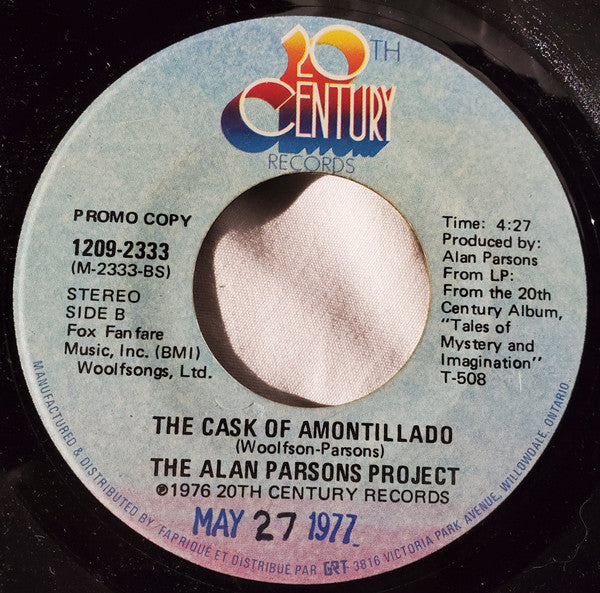 20TH
CENTURY
RECORDS
PROMO COPY
1209-2333
(M-2333-BS)
STEREO
SIDE B
Fox Fanfare
Music, Inc. (BMI)
Woolfsongs, Ltd.
Time: 4:27
Produced by:
Alan Parsons
From LP:
From the 20th
Century Album,
"Tales of
Mystery and
Imagination"
T-508
THE CASK OF AMONTILLADO
(Woolfson-Parsons)
THE ALAN PARSONS PROJECT
℗1976 20TH CENTURY RECORDS
MAY 27 1977
MANUFACTURED & DISTRIBUTED BY / FABRIQUÉ ET DISTRIBUÉ PAR GRT 3816 VICTORIA PARK AVENUE, WILLOWDALE, ONTARIO